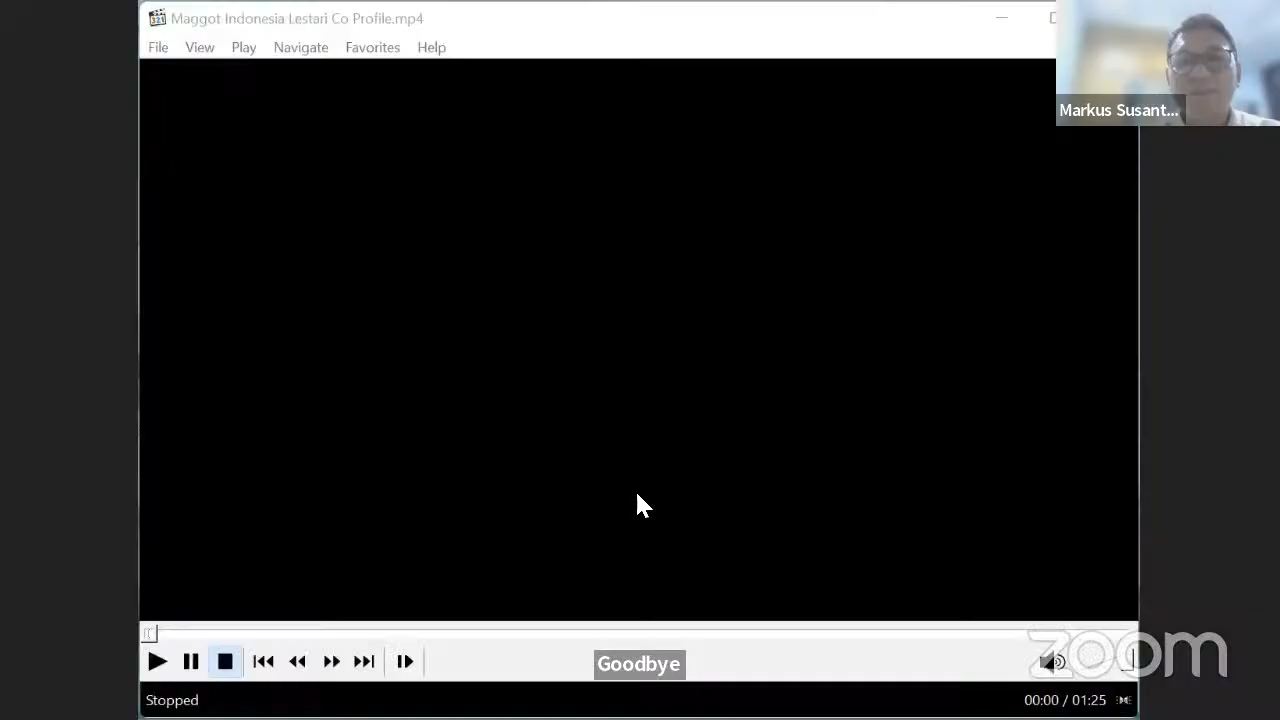 Maggot Indonesia Lestari Co Profile.mp4
File View Play Navigate Favorites Help
Markus Susant...
Goodbye
zoom
Stopped
00:00 / 01:25